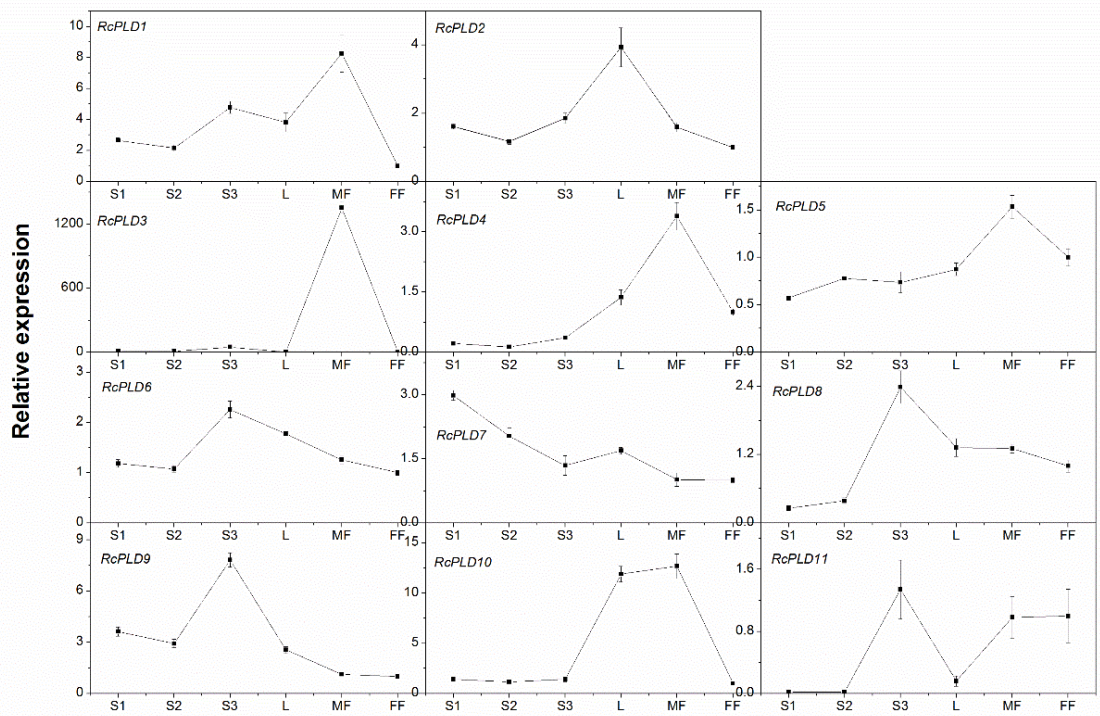 Relative expression
RcPLD1
10
8
6
4
2
0
RcPLD2
4
2
0
S1 S2 S3 L MF FF
S1 S2 S3 L MF FF
RcPLD3
1200
600
0
RcPLD4
3.0
1.5
0.0
RcPLD5
1.5
1.0
0.5
0.0
S1 S2 S3 L MF FF
S1 S2 S3 L MF FF
S1 S2 S3 L MF FF
RcPLD6
3
2
1
0
RcPLD7
3.0
1.5
0.0
RcPLD8
2.4
1.2
0.0
S1 S2 S3 L MF FF
S1 S2 S3 L MF FF
S1 S2 S3 L MF FF
RcPLD9
9
6
3
0
RcPLD10
15
10
5
0
RcPLD11
1.6
0.8
0.0
S1 S2 S3 L MF FF
S1 S2 S3 L MF FF
S1 S2 S3 L MF FF